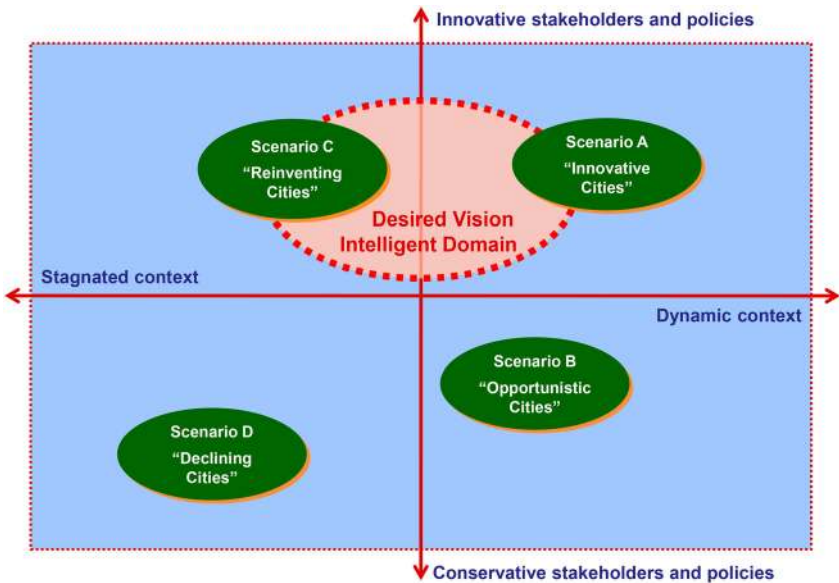 Innovative stakeholders and policies
Scenario C
“Reinventing
Cities”
Scenario A
“Innovative
Cities”
Desired Vision
Intelligent Domain
Stagnated context
Dynamic context
Scenario B
“Opportunistic
Cities”
Scenario D
“Declining
Cities”
Conservative stakeholders and policies